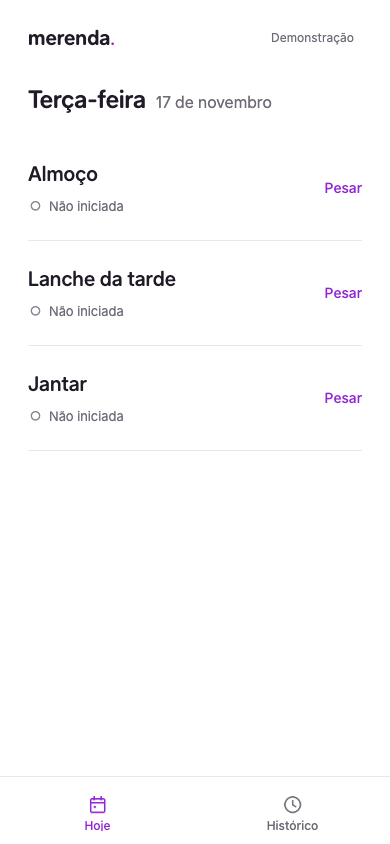 merenda.
Demonstração
Terça-feira 17 de novembro
Almoço
Não iniciada
Pesar
Lanche da tarde
Não iniciada
Pesar
Jantar
Não iniciada
Pesar
Hoje
Histórico